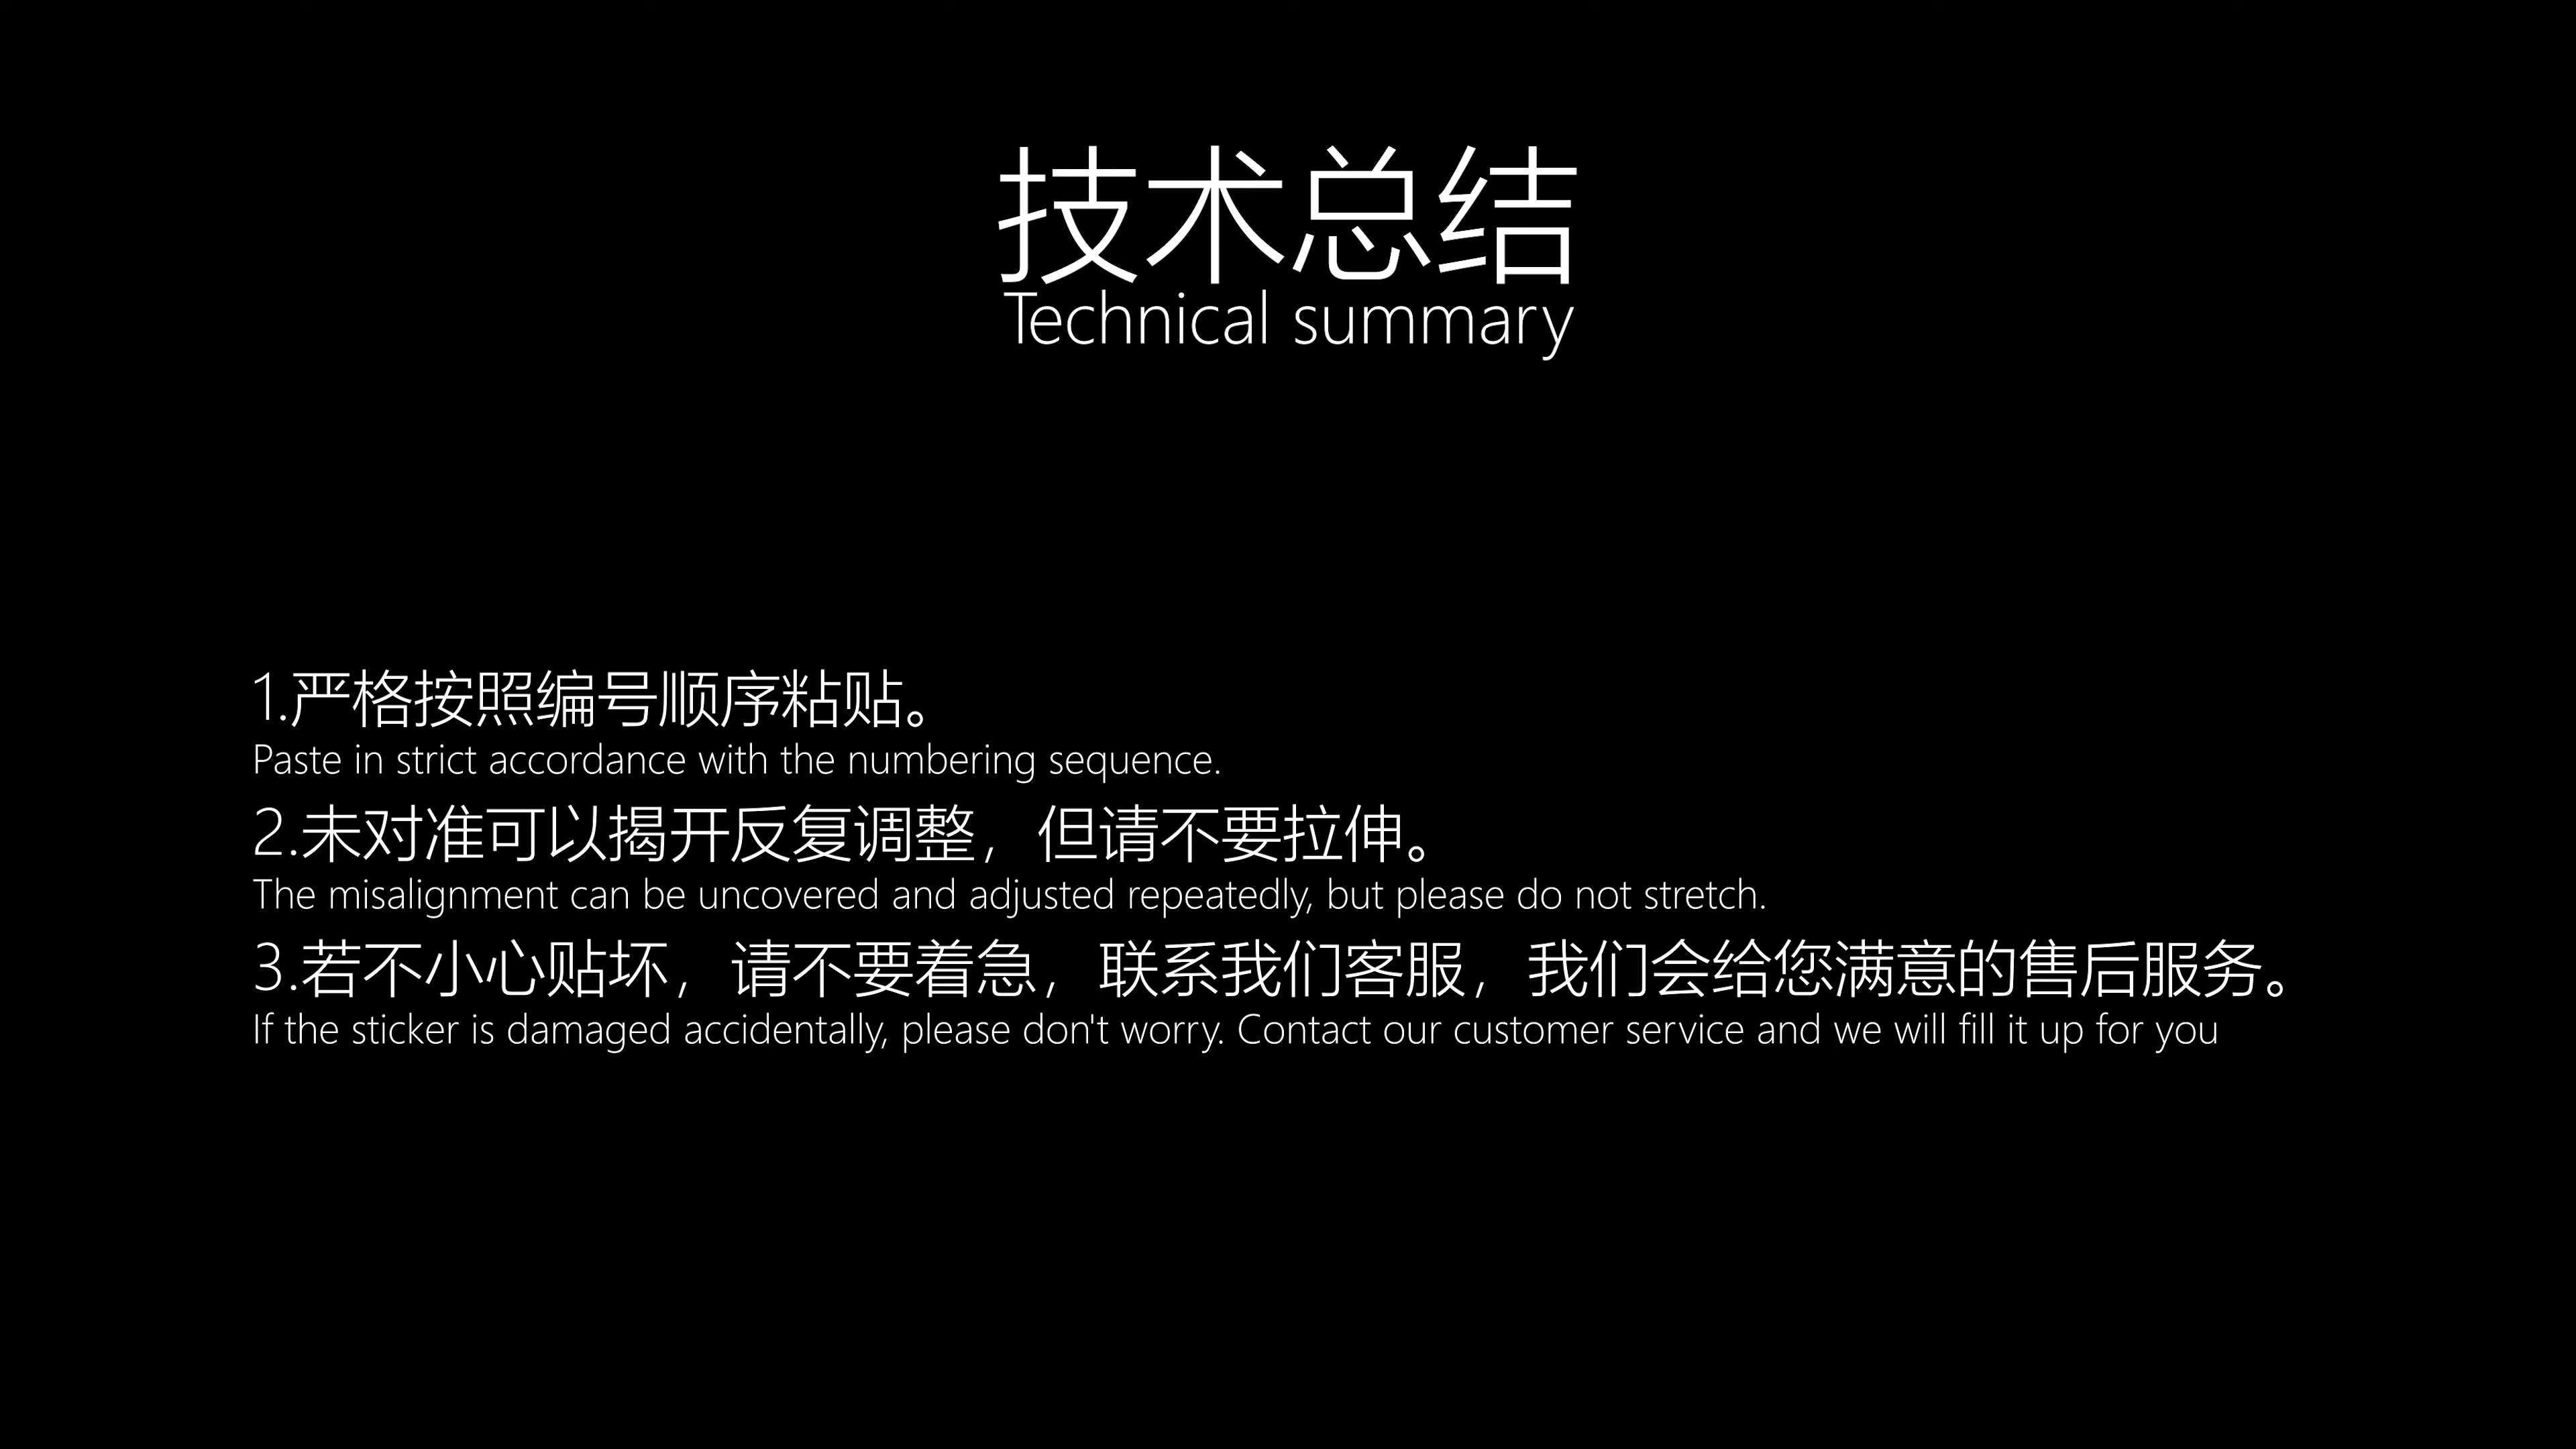 技术总结
Technical summary
1.严格按照编号顺序粘贴。
Paste in strict accordance with the numbering sequence.
2.未对准可以揭开反复调整，但请不要拉伸。
The misalignment can be uncovered and adjusted repeatedly, but please do not stretch.
3.若不小心贴坏，请不要着急，联系我们客服，我们会给您满意的售后服务。
If the sticker is damaged accidentally, please don't worry. Contact our customer service and we will fill it up for you